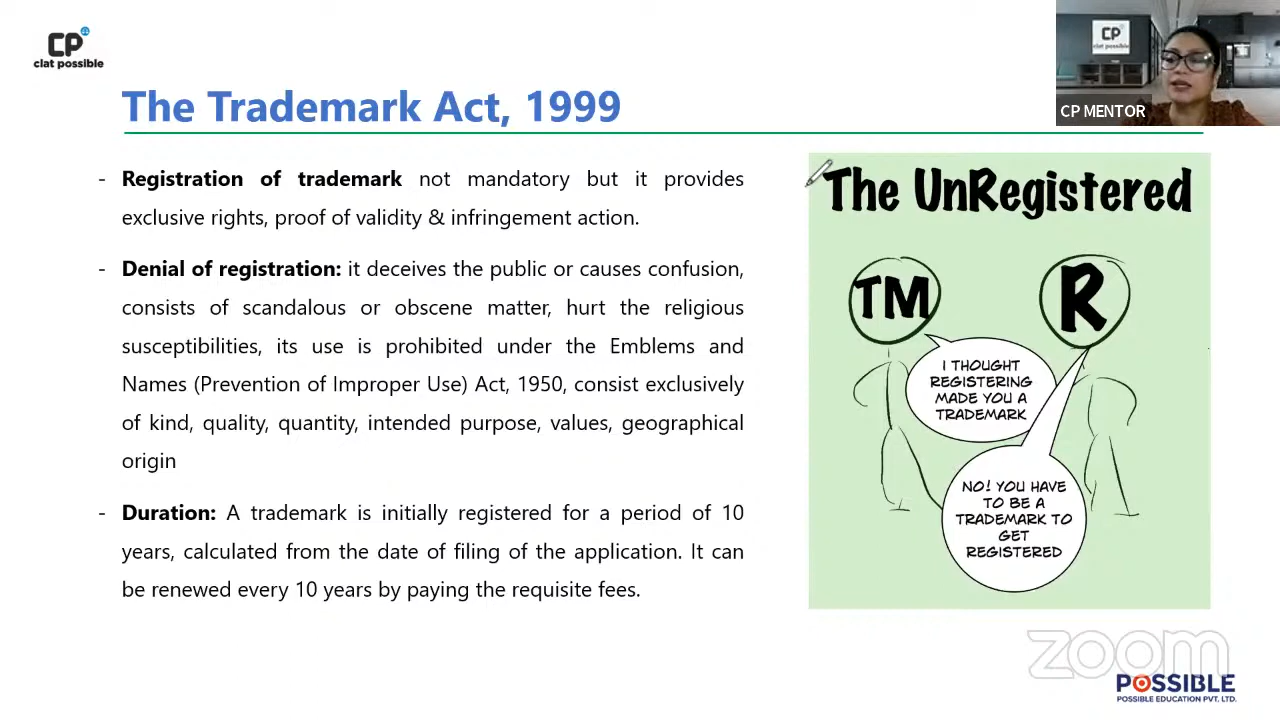 CP
clat possible
The Trademark Act, 1999
CP
clat possible
CP MENTOR
- Registration of trademark not mandatory but it provides
exclusive rights, proof of validity & infringement action.
- Denial of registration: it deceives the public or causes confusion,
consists of scandalous or obscene matter, hurt the religious
susceptibilities, its use is prohibited under the Emblems and
Names (Prevention of Improper Use) Act, 1950, consist exclusively
of kind, quality, quantity, intended purpose, values, geographical
origin
- Duration: A trademark is initially registered for a period of 10
years, calculated from the date of filing of the application. It can
be renewed every 10 years by paying the requisite fees.
The UnRegistered
TM
R
I THOUGHT
REGISTERING
MADE YOU A
TRADEMARK
NO! YOU HAVE
TO BE A
TRADEMARK TO
GET
REGISTERED
zoom
POSSIBLE
POSSIBLE EDUCATION PVT. LTD.